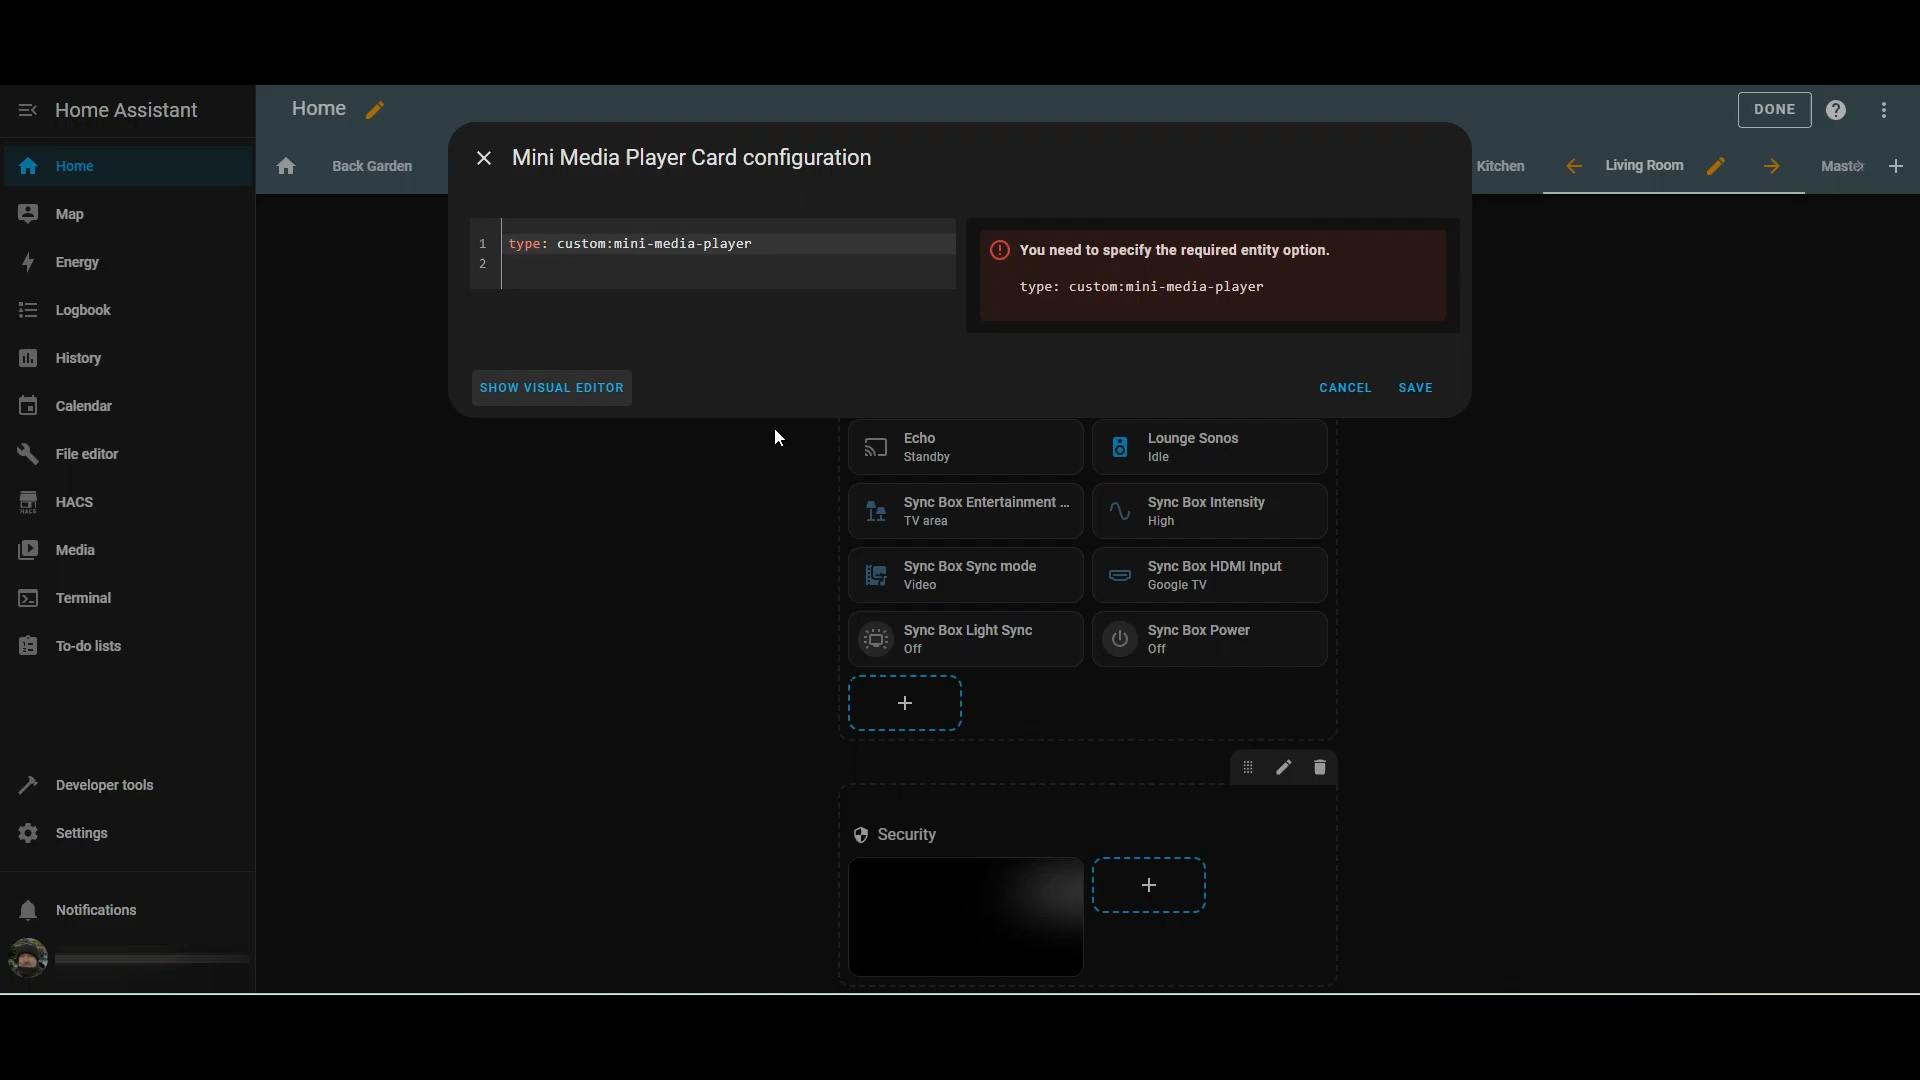 Home Assistant
Home
DONE
Home
Back Garden
Kitchen
Living Room
Master
Map
Energy
Logbook
History
Calendar
File editor
HACS
Media
Terminal
To-do lists
Developer tools
Settings
Notifications
Mini Media Player Card configuration
1 type: custom:mini-media-player
2
You need to specify the required entity option.
type: custom:mini-media-player
SHOW VISUAL EDITOR
CANCEL
SAVE
Echo
Standby
Lounge Sonos
Idle
Sync Box Entertainment ...
TV area
Sync Box Intensity
High
Sync Box Sync mode
Video
Sync Box HDMI Input
Google TV
Sync Box Light Sync
Off
Sync Box Power
Off
Security